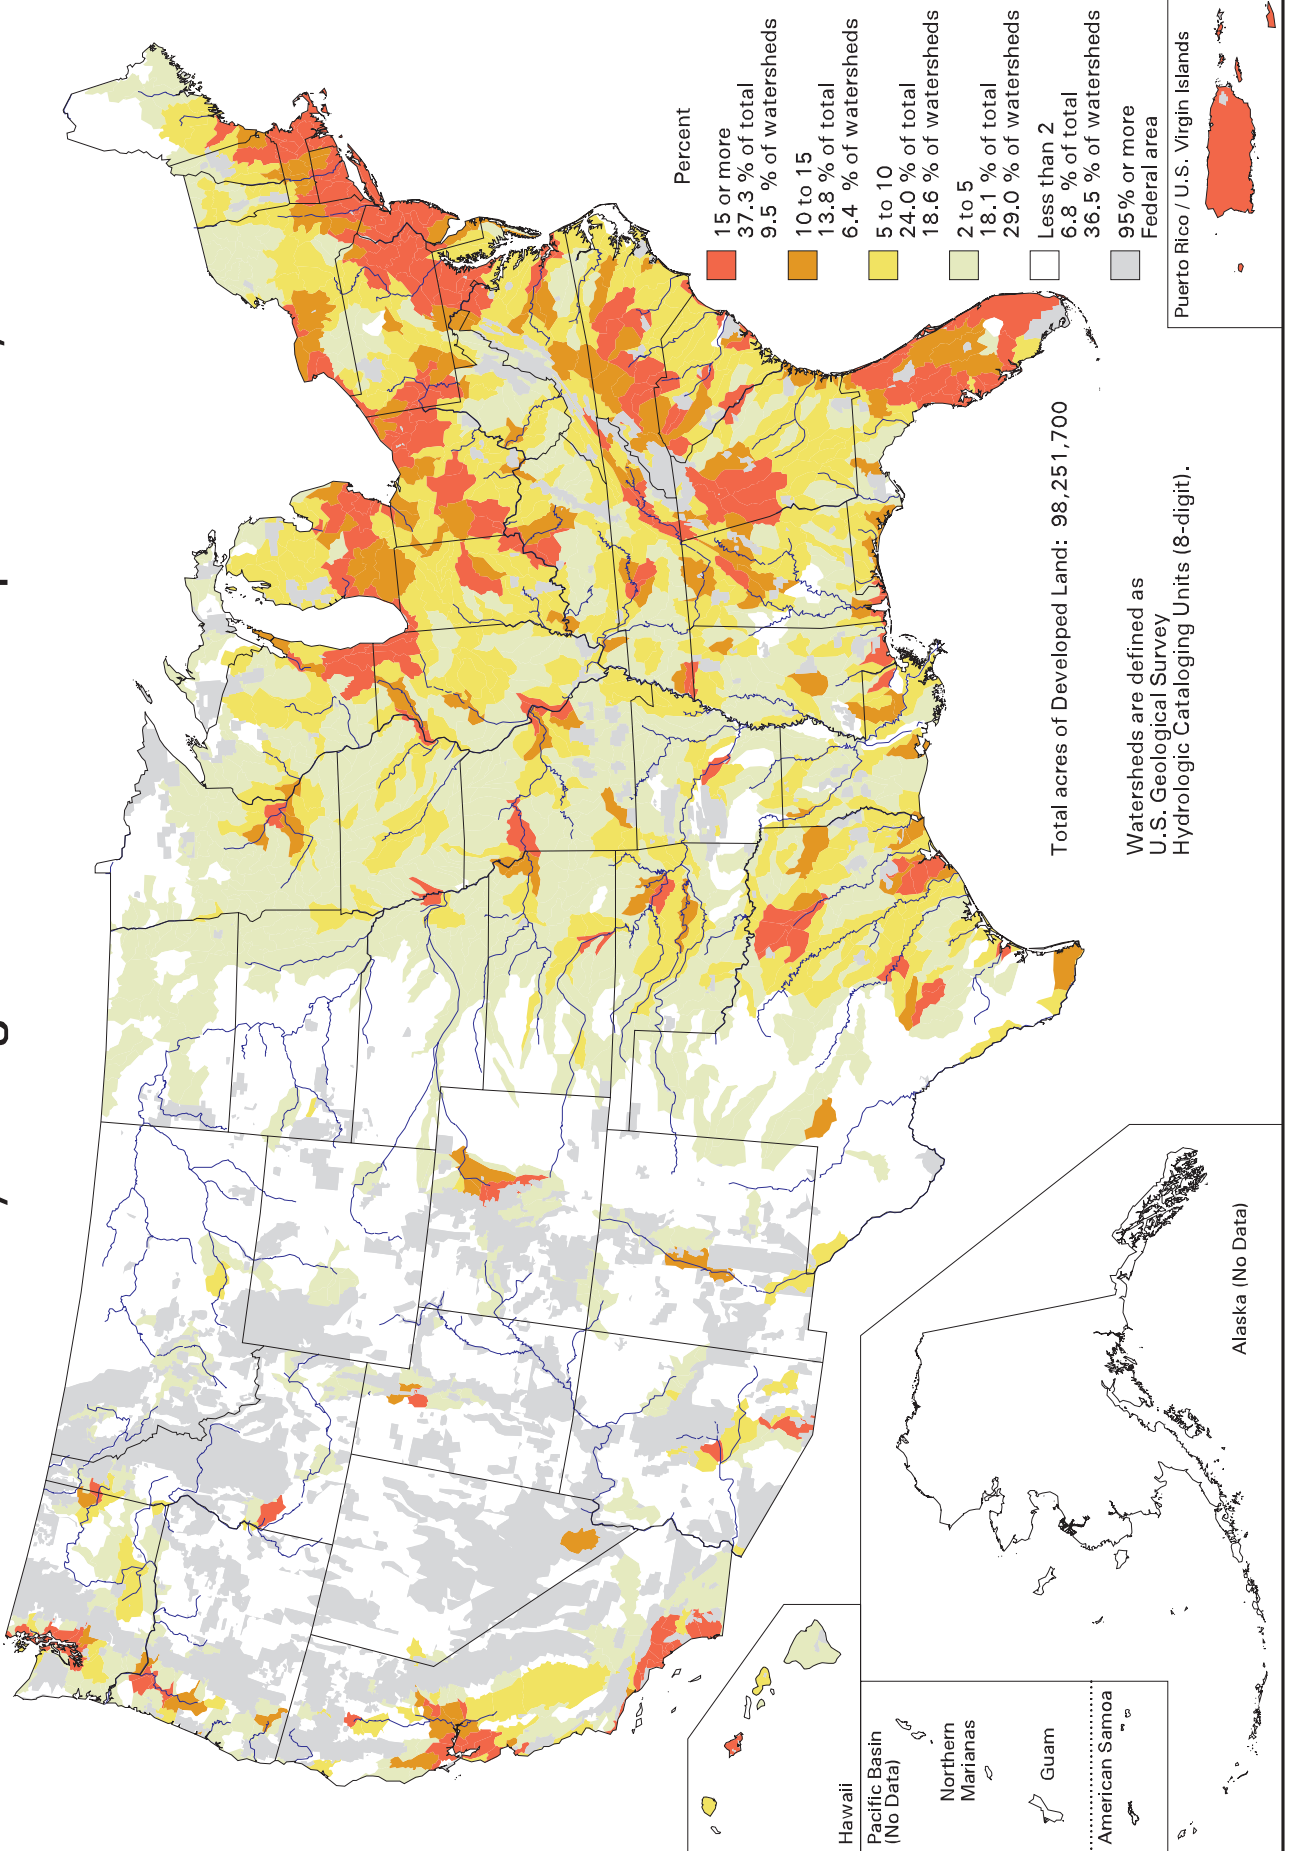 Percent
15 or more
37.3 % of total
9.5 % of watersheds
10 to 15
13.8 % of total
6.4 % of watersheds
5 to 10
24.0 % of total
18.6 % of watersheds
2 to 5
18.1 % of total
29.0 % of watersheds
Less than 2
6.8 % of total
36.5 % of watersheds
95% or more
Federal area
Puerto Rico / U.S. Virgin Islands
Total acres of Developed Land: 98,251,700
Watersheds are defined as
U.S. Geological Survey
Hydrologic Cataloging Units (8-digit).
Alaska (No Data)
Hawaii
Pacific Basin
(No Data)
Northern
Marianas
Guam
American Samoa